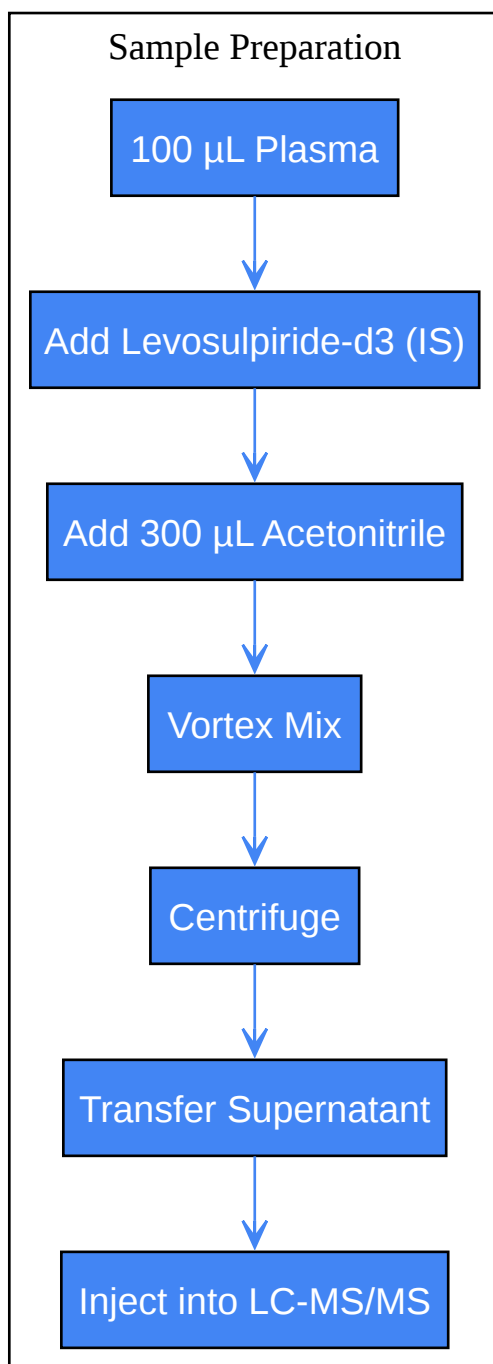 Sample Preparation
100 µL Plasma
Add Levosulpiride-d3 (IS)
Add 300 µL Acetonitrile
Vortex Mix
Centrifuge
Transfer Supernatant
Inject into LC-MS/MS